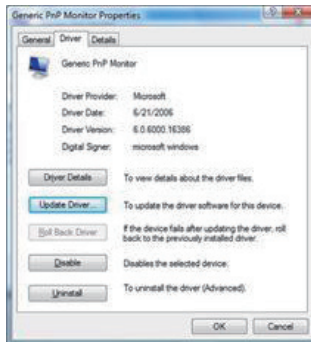 Generic PnP Monitor Properties
General Driver Details
Generic PnP Monitor
Driver Provider: Microsoft
Driver Date: 6/21/2006
Driver Version: 6.0.6000.16386
Digital Signer: microsoft windows
Driver Details To view details about the driver files.
Update Driver... To update the driver software for this device.
Roll Back Driver If the device fails after updating the driver, roll
back to the previously installed driver.
Disable Disables the selected device.
Uninstall To uninstall the driver (Advanced).
OK Cancel